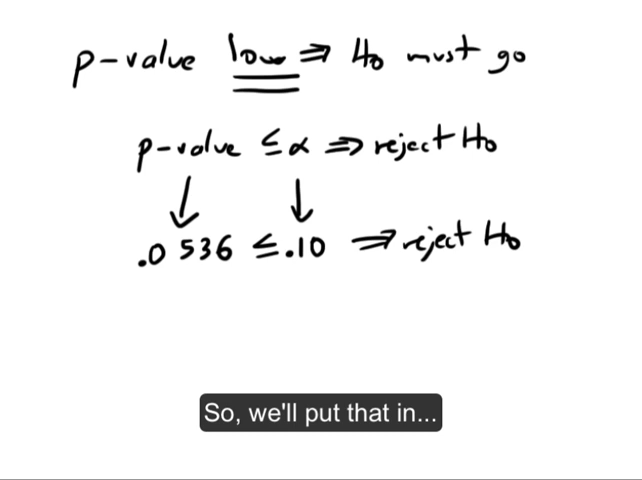 p-value low ⇒ H₀ must go
p-value ≤ α ⇒ reject H₀
↓ ↓
.0536 ≤ .10 ⇒ reject H₀
So, we'll put that in...